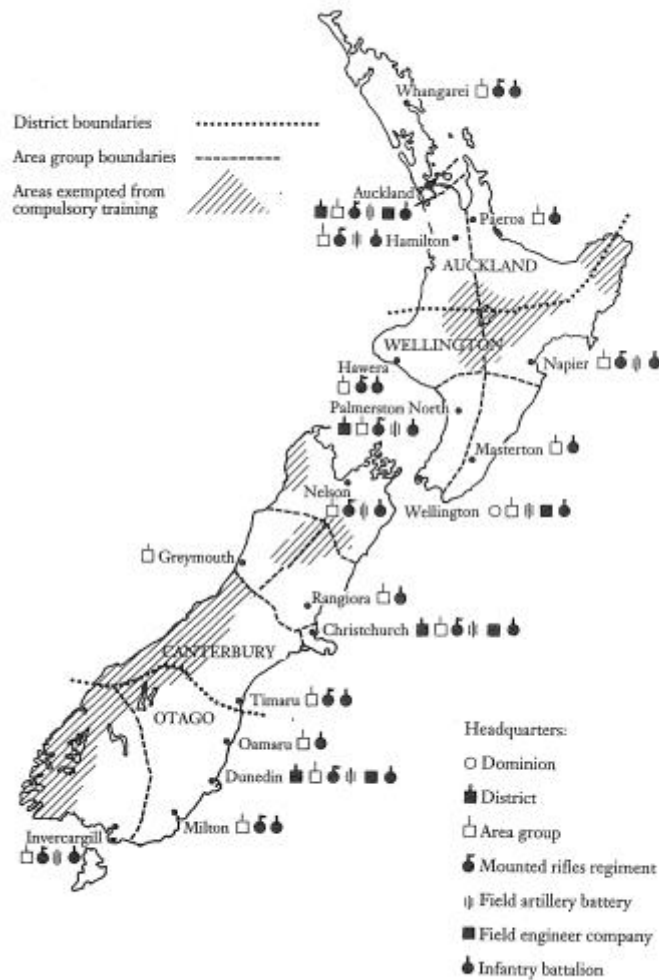 Whangarei
District boundaries
Area group boundaries
Areas exempted from
compulsory training
Auckland
Paeroa
Hamilton
AUCKLAND
WELLINGTON
Hawera
Napier
Palmerston North
Masterton
Nelson
Wellington
Greymouth
Rangiora
Christchurch
CANTERBURY
Timaru
OTAGO
Oamaru
Dunedin
Milton
Invercargill
Headquarters:
Dominion
District
Area group
Mounted rifles regiment
Field artillery battery
Field engineer company
Infantry battalion